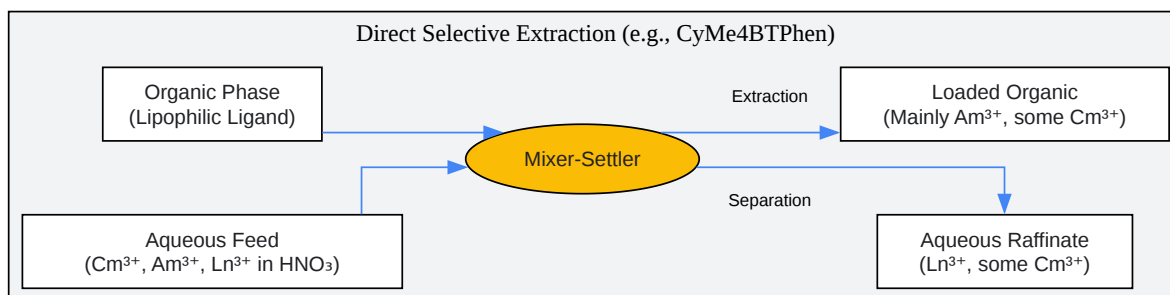 Direct Selective Extraction (e.g., CyMe4BTPhen)
Organic Phase
(Lipophilic Ligand)
Extraction
Loaded Organic
(Mainly Am³⁺, some Cm³⁺)
Mixer-Settler
Aqueous Feed
(Cm³⁺, Am³⁺, Ln³⁺ in HNO₃)
Separation
Aqueous Raffinate
(Ln³⁺, some Cm³⁺)